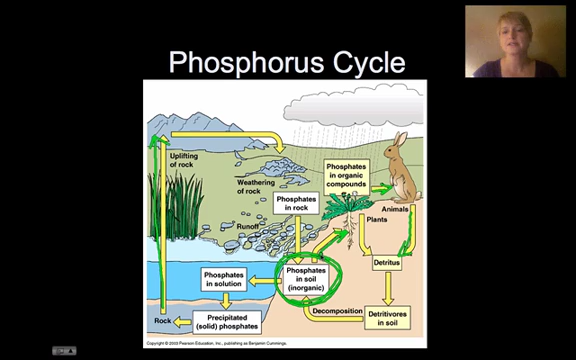 Phosphorus Cycle
Uplifting
of rock
Weathering
of rock
Phosphates
in organic
compounds
Phosphates
in rock
Animals
Plants
Runoff
Detritus
Phosphates
in solution
Phosphates
in soil
(inorganic)
Rock
Precipitated
(solid) phosphates
Decomposition
Detritivores
in soil
Copyright © 2003 Pearson Education, Inc., publishing as Benjamin Cummings.